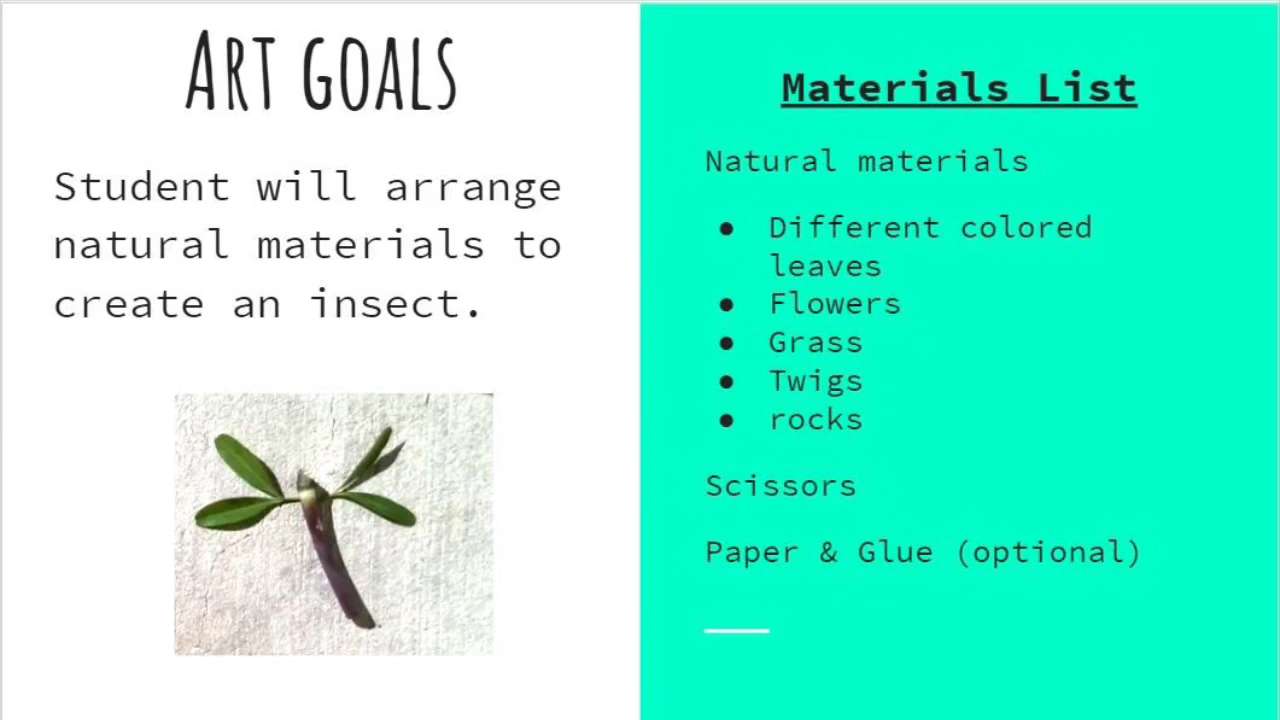 Art goals
Student will arrange
natural materials to
create an insect.
Materials List
Natural materials
● Different colored
leaves
● Flowers
● Grass
● Twigs
● rocks
Scissors
Paper & Glue (optional)